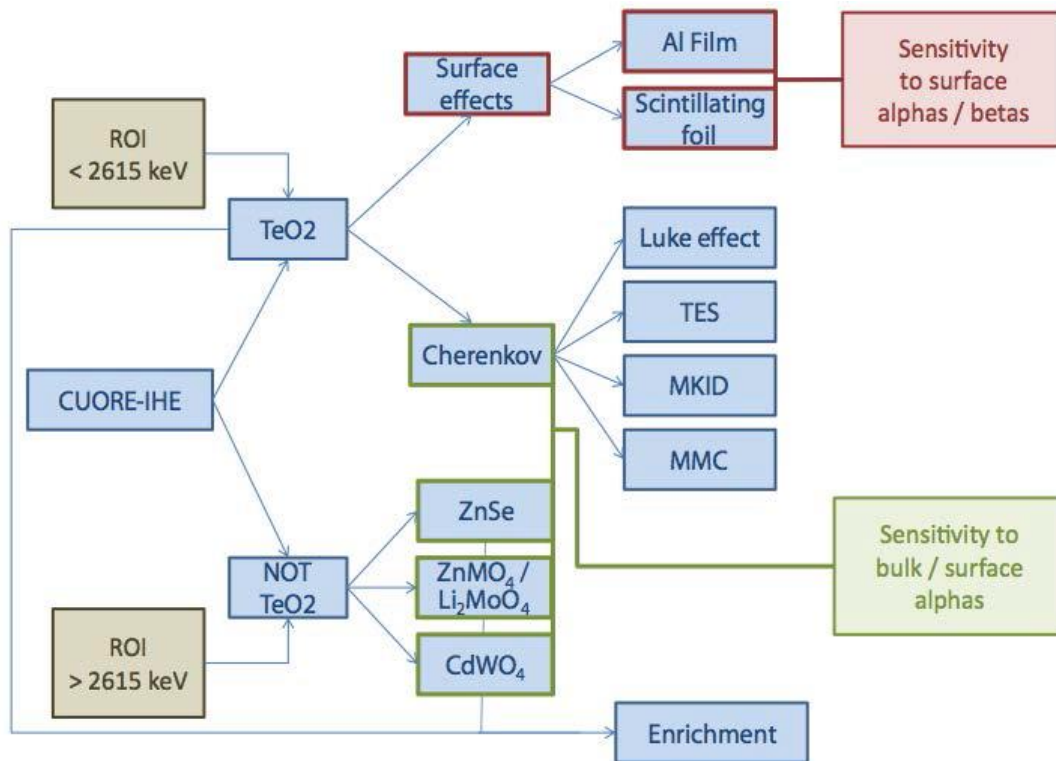 Al Film
Sensitivity
to surface
alphas / betas
Surface
effects
Scintillating
foil
ROI
< 2615 keV
TeO2
Luke effect
TES
Cherenkov
MKID
CUORE-IHE
MMC
ZnSe
Sensitivity to
bulk / surface
alphas
NOT
TeO2
ZnMO₄ /
Li₂MoO₄
ROI
> 2615 keV
CdWO₄
Enrichment